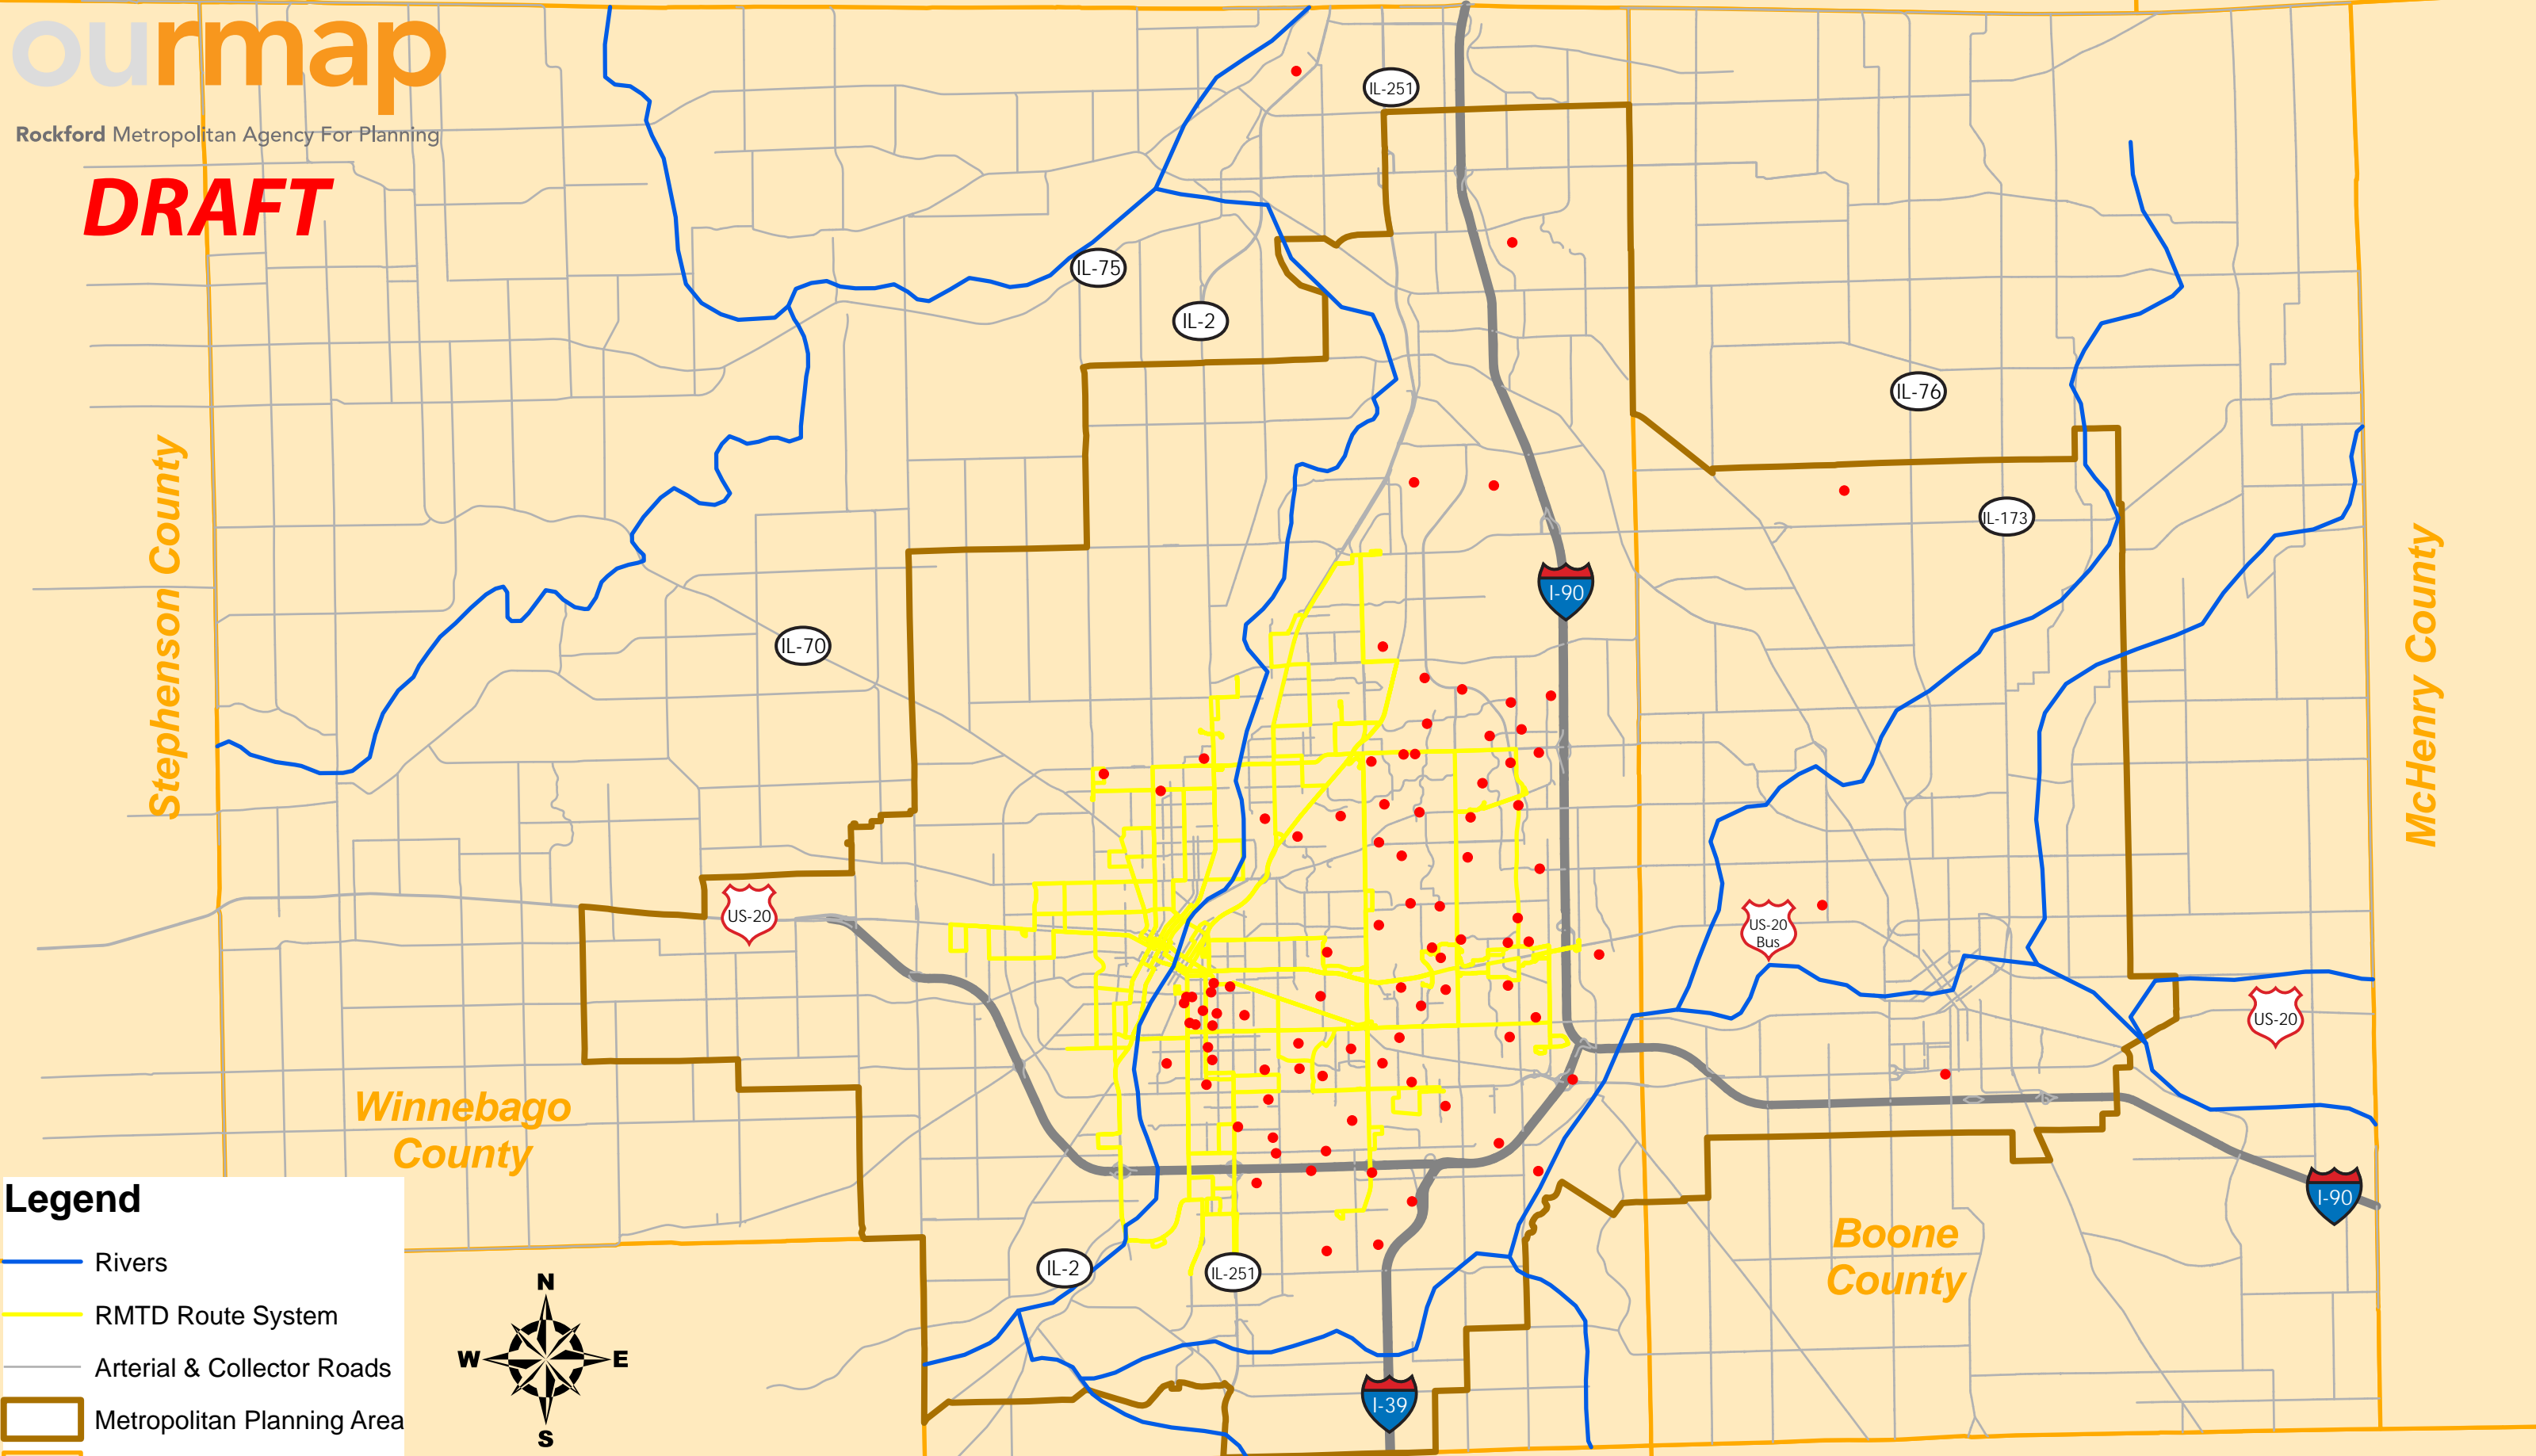 ourmap
Rockford Metropolitan Agency For Planning
DRAFT
IL-251
IL-75
IL-2
IL-76
IL-173
I-90
IL-70
Stephenson County
McHenry County
US-20
US-20
Bus
US-20
Winnebago
County
I-90
Boone
County
IL-2
IL-251
I-39
Legend
Rivers
RMTD Route System
Arterial & Collector Roads
Metropolitan Planning Area
N
W
E
S